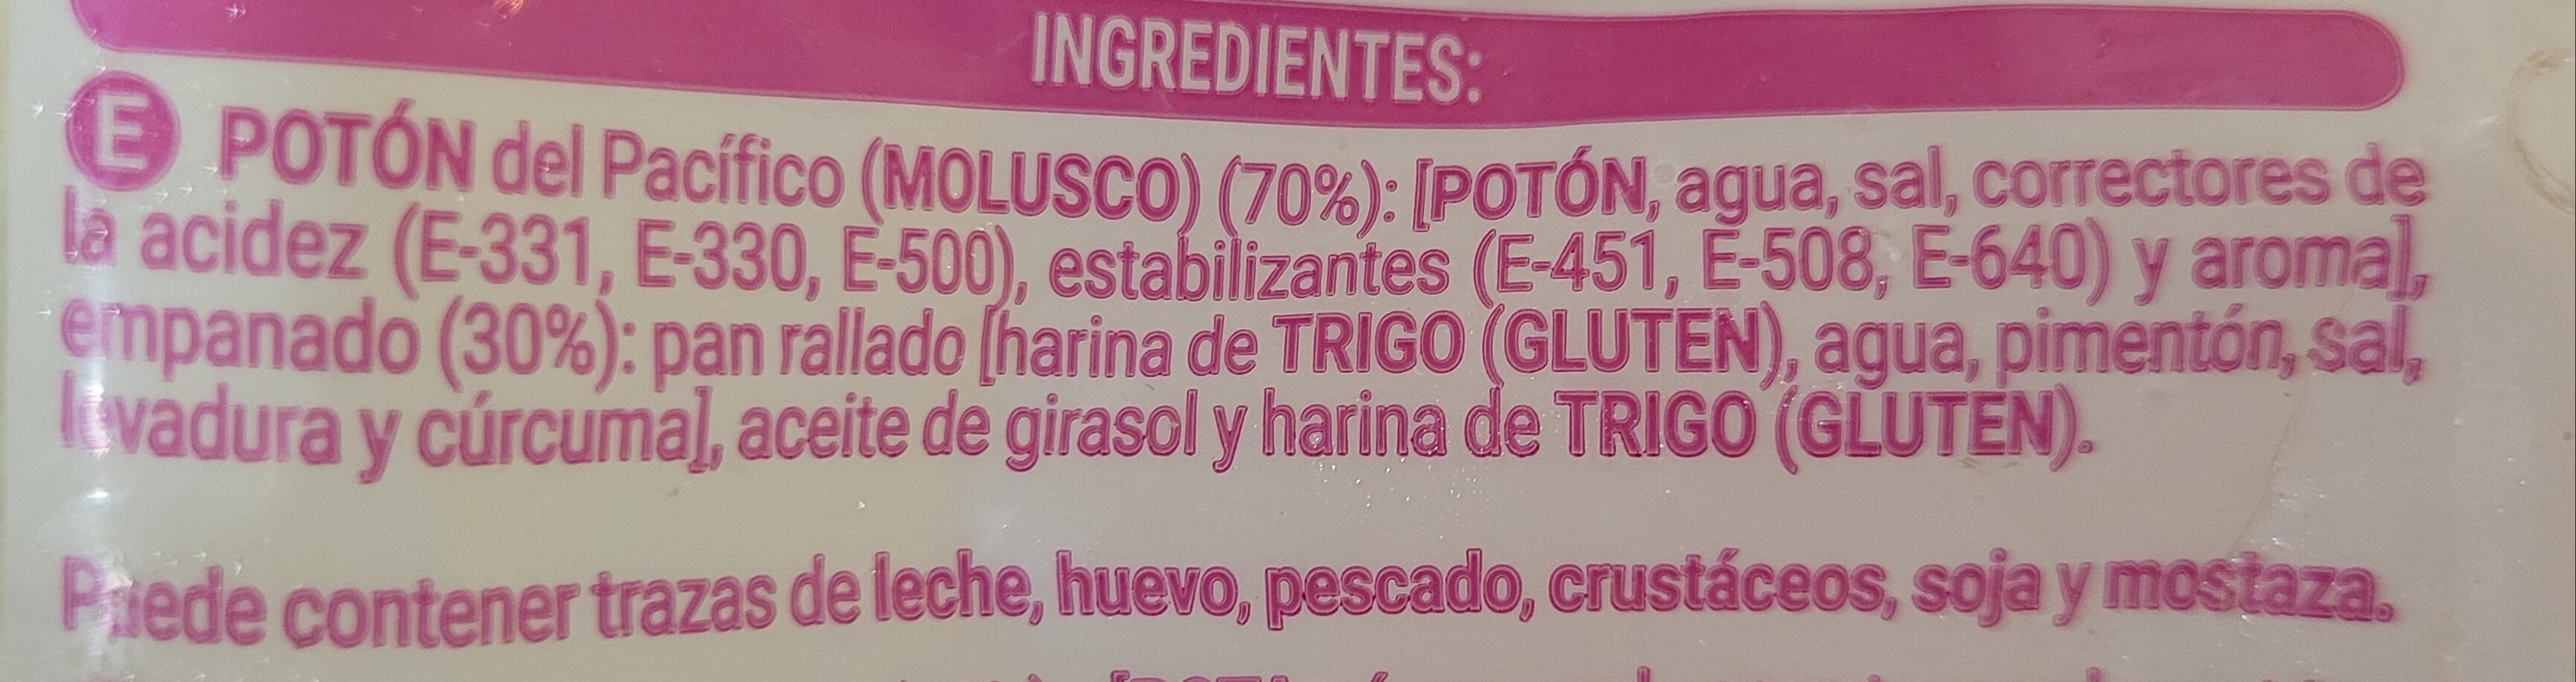 INGREDIENTES:
E POTÓN del Pacífico (MOLUSCO) (70%): [POTÓN, agua, sal, correctores de
la acidez (E-331, E-330, E-500), estabilizantes (E-451, E-508, E-640) y aroma],
empanado (30%): pan rallado [harina de TRIGO (GLUTEN), agua, pimentón, sal,
levadura y cúrcuma], aceite de girasol y harina de TRIGO (GLUTEN).
Puede contener trazas de leche, huevo, pescado, crustáceos, soja y mostaza.